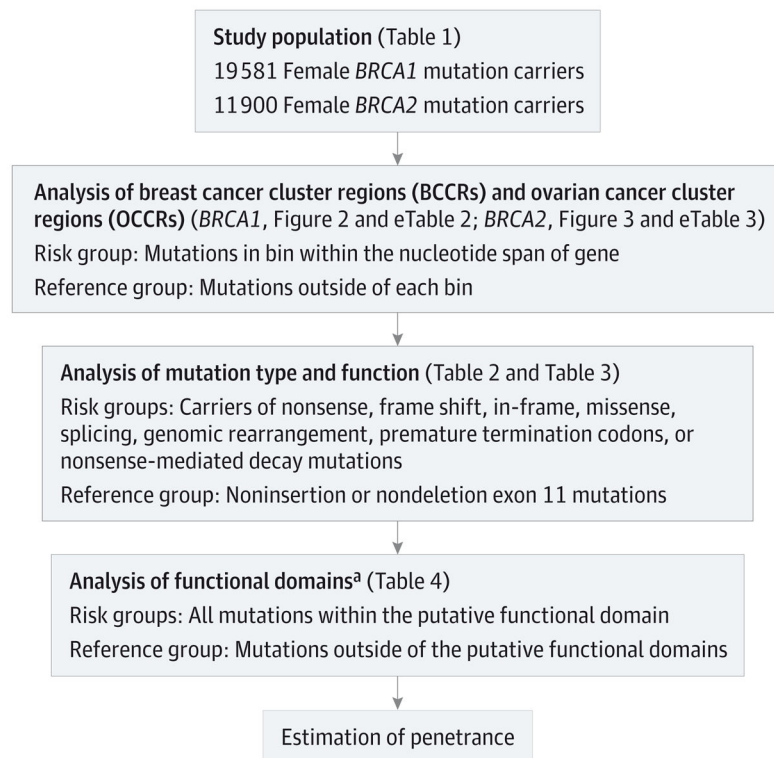 Study population (Table 1)
19581 Female BRCA1 mutation carriers
11900 Female BRCA2 mutation carriers
Analysis of breast cancer cluster regions (BCCRs) and ovarian cancer cluster
regions (OCCRs) (BRCA1, Figure 2 and eTable 2; BRCA2, Figure 3 and eTable 3)
Risk group: Mutations in bin within the nucleotide span of gene
Reference group: Mutations outside of each bin
Analysis of mutation type and function (Table 2 and Table 3)
Risk groups: Carriers of nonsense, frame shift, in-frame, missense,
splicing, genomic rearrangement, premature termination codons, or
nonsense-mediated decay mutations
Reference group: Noninsertion or nondeletion exon 11 mutations
Analysis of functional domainsª (Table 4)
Risk groups: All mutations within the putative functional domain
Reference group: Mutations outside of the putative functional domains
Estimation of penetrance